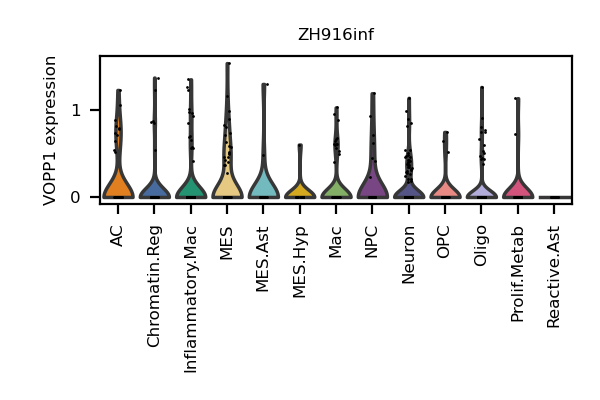 ZH916inf
VOPP1 expression
1
0
AC
Chromatin.Reg
Inflammatory.Mac
MES
MES.Ast
MES.Hyp
Mac
NPC
Neuron
OPC
Oligo
Prolif.Metab
Reactive.Ast